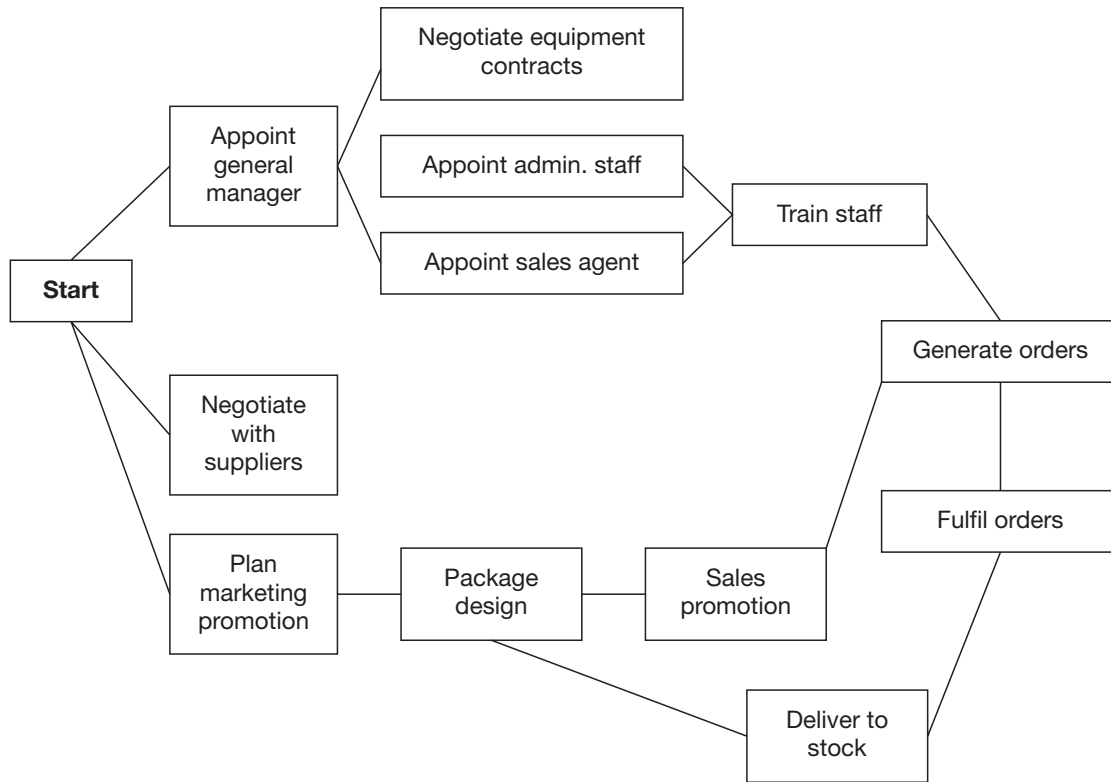 Negotiate equipment
contracts
Appoint
general
manager
Appoint admin. staff
Train staff
Appoint sales agent
Start
Generate orders
Negotiate
with
suppliers
Fulfil orders
Plan
marketing
promotion
Package
design
Sales
promotion
Deliver to
stock